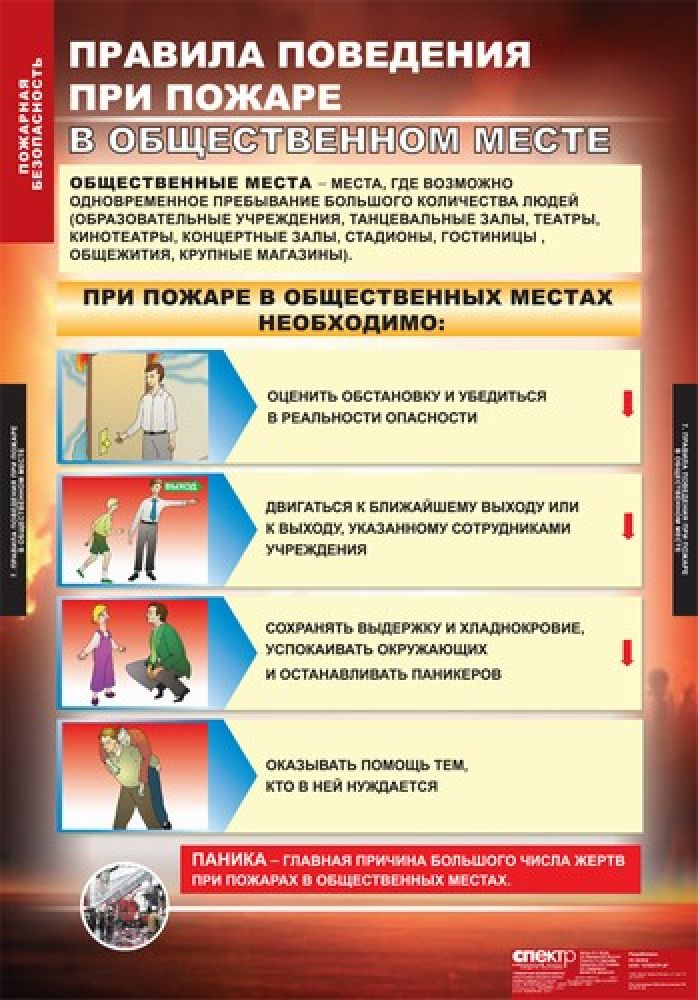 ПОЖАРНАЯ
БЕЗОПАСНОСТЬ
ПРАВИЛА ПОВЕДЕНИЯ
ПРИ ПОЖАРЕ
В ОБЩЕСТВЕННОМ МЕСТЕ
ОБЩЕСТВЕННЫЕ МЕСТА – МЕСТА, ГДЕ ВОЗМОЖНО
ОДНОВРЕМЕННОЕ ПРЕБЫВАНИЕ БОЛЬШОГО КОЛИЧЕСТВА ЛЮДЕЙ
(ОБРАЗОВАТЕЛЬНЫЕ УЧРЕЖДЕНИЯ, ТАНЦЕВАЛЬНЫЕ ЗАЛЫ, ТЕАТРЫ,
КИНОТЕАТРЫ, КОНЦЕРТНЫЕ ЗАЛЫ, СТАДИОНЫ, ГОСТИНИЦЫ ,
ОБЩЕЖИТИЯ, КРУПНЫЕ МАГАЗИНЫ).
ПРИ ПОЖАРЕ В ОБЩЕСТВЕННЫХ МЕСТАХ
НЕОБХОДИМО:
ОЦЕНИТЬ ОБСТАНОВКУ И УБЕДИТЬСЯ
В РЕАЛЬНОСТИ ОПАСНОСТИ
7. ПРАВИЛА ПОВЕДЕНИЯ ПРИ ПОЖАРЕ
В ОБЩЕСТВЕННОМ МЕСТЕ
7. ПРАВИЛА ПОВЕДЕНИЯ ПРИ ПОЖАРЕ
В ОБЩЕСТВЕННОМ МЕСТЕ
ВЫХОД
ДВИГАТЬСЯ К БЛИЖАЙШЕМУ ВЫХОДУ ИЛИ
К ВЫХОДУ, УКАЗАННОМУ СОТРУДНИКАМИ
УЧРЕЖДЕНИЯ
СОХРАНЯТЬ ВЫДЕРЖКУ И ХЛАДНОКРОВИЕ,
УСПОКАИВАТЬ ОКРУЖАЮЩИХ
И ОСТАНАВЛИВАТЬ ПАНИКЕРОВ
ОКАЗЫВАТЬ ПОМОЩЬ ТЕМ,
КТО В НЕЙ НУЖДАЕТСЯ
ПАНИКА – ГЛАВНАЯ ПРИЧИНА БОЛЬШОГО ЧИСЛА ЖЕРТВ
ПРИ ПОЖАРАХ В ОБЩЕСТВЕННЫХ МЕСТАХ.
спектр